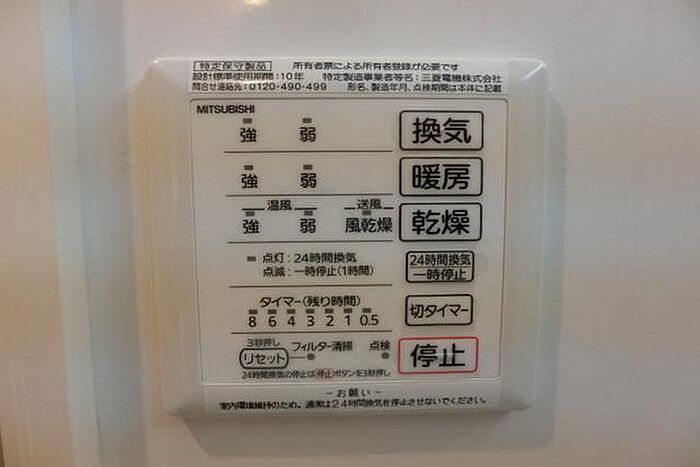 特定保守製品 所有者票による所有者登録が必要です
設計標準使用期間:10年 特定製造事業者等名:三菱電機株式会社
問合せ連絡先:0120-490-499 形名、製造年月、点検期間は本体に記載
MITSUBISHI
強 弱 換気
強 弱 暖房
温風 送風
強 弱 風乾燥 乾燥
点灯:24時間換気 24時間換気
点滅:一時停止(1時間) 一時停止
タイマー(残り時間) 切タイマー
8 6 4 3 2 1 0.5
3秒押し
リセット フィルター清掃 点検 停止
24時間換気の停止は停止ボタンを3秒押し
-お願い-
室内環境維持のため、通常は24時間換気を停止させないでください。